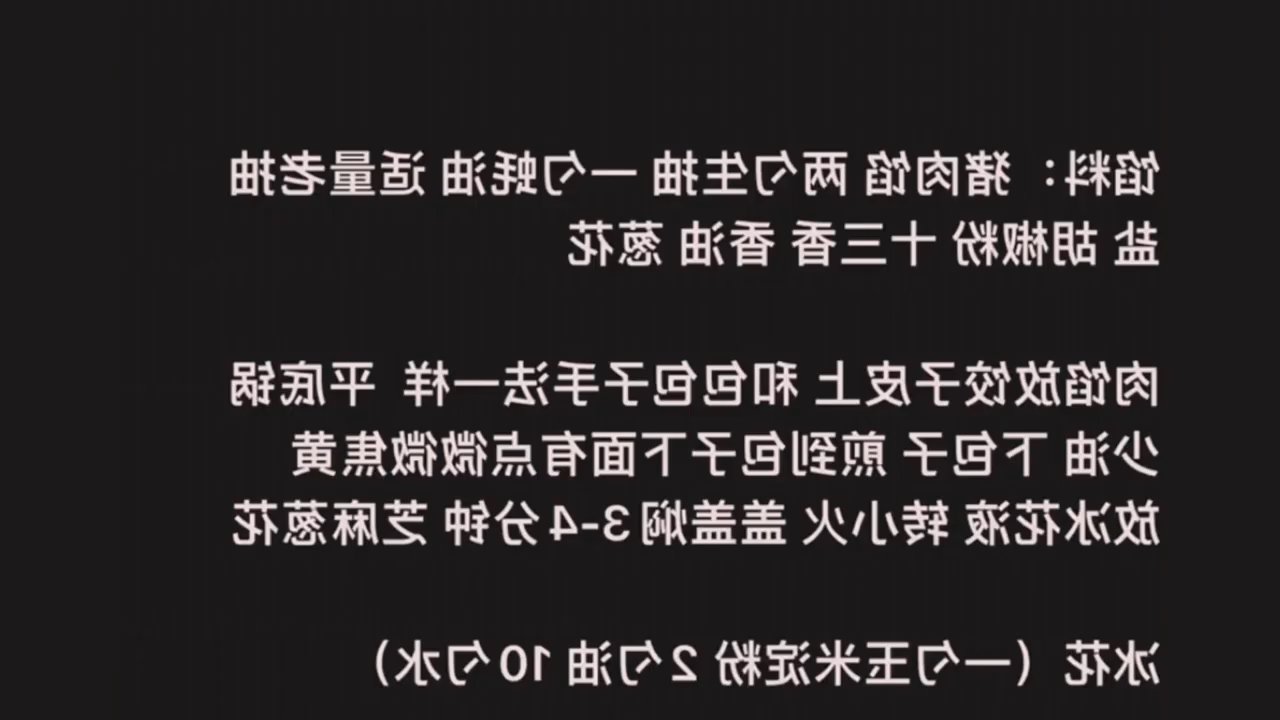 馅料：猪肉馅 两勺生抽 一勺蚝油 适量老抽
盐 胡椒粉 十三香 香油 葱花
肉馅放饺子皮上 和包包子手法一样 平底锅
少油 下包子 煎到包子下面有点微微焦黄
放冰花液 转小火 盖盖焖3-4分钟 芝麻葱花
冰花（一勺玉米淀粉 2勺油 10勺水）